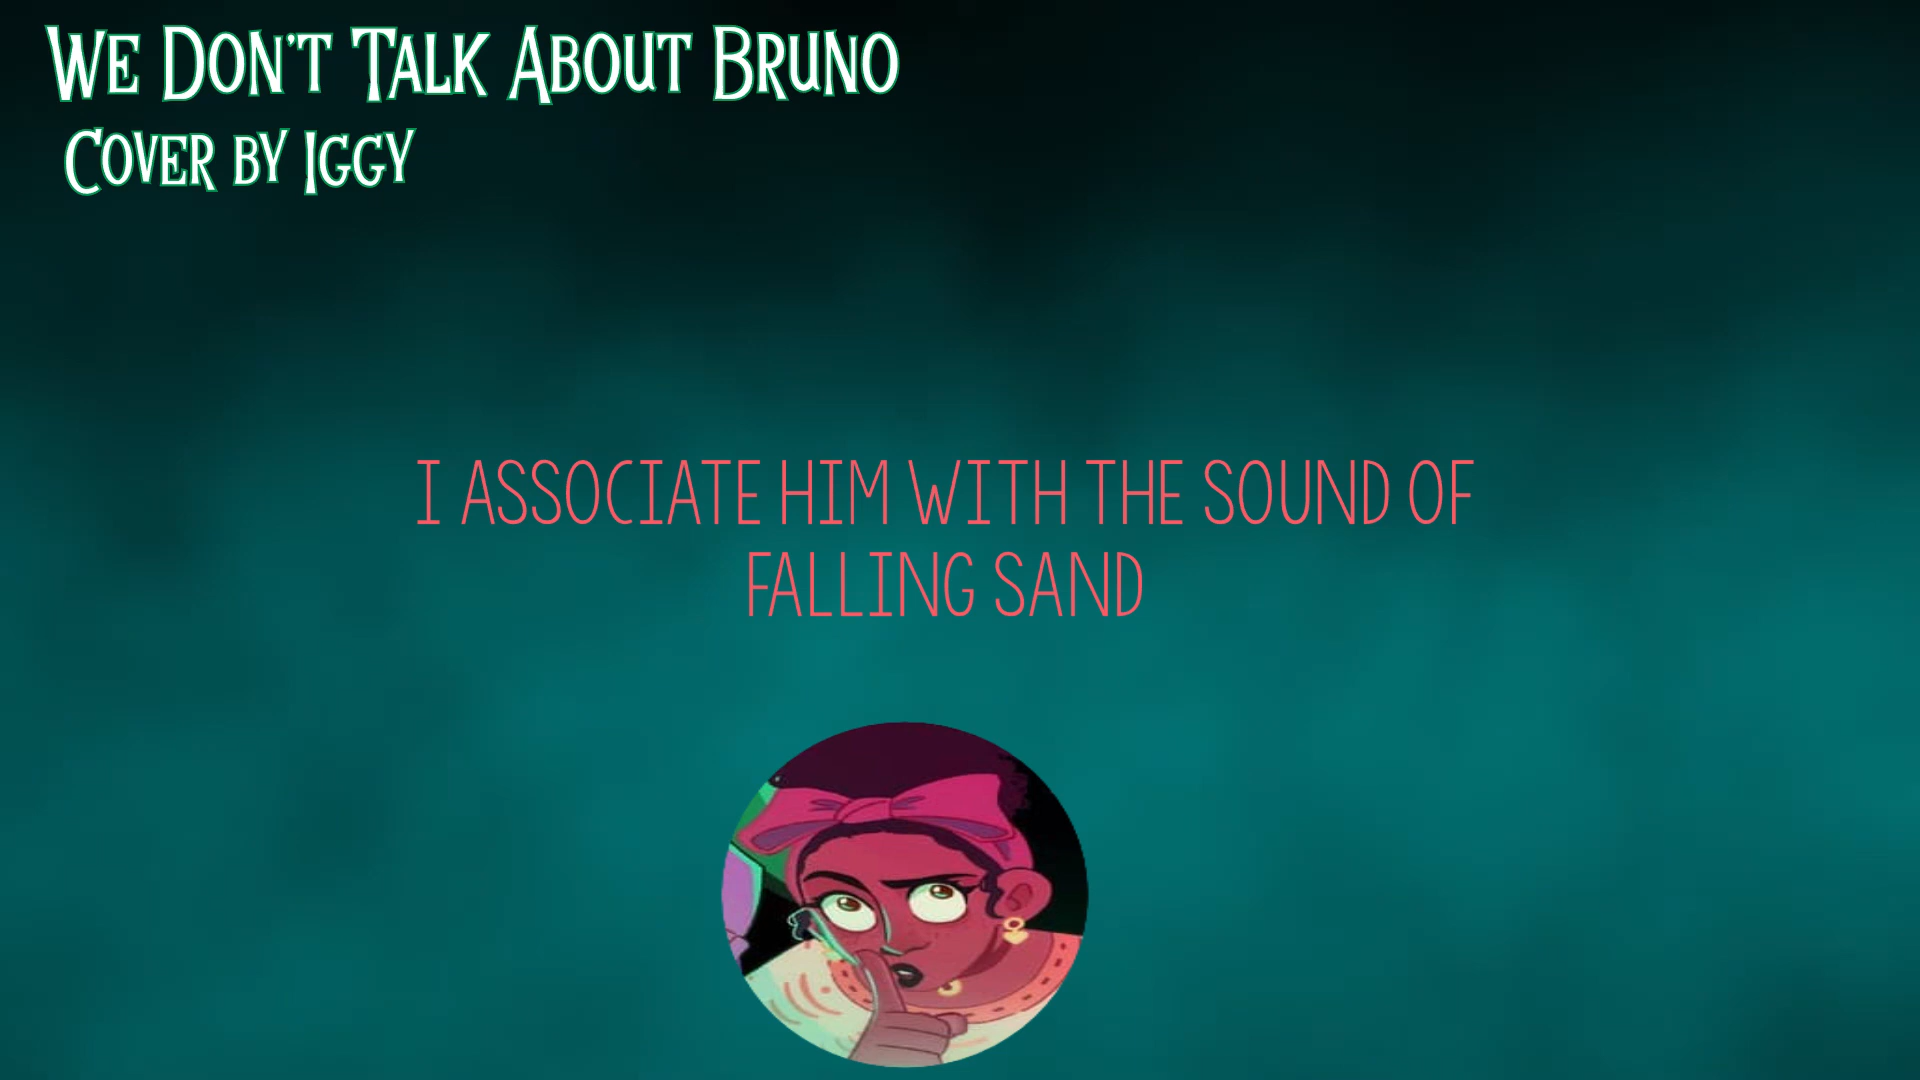 We Don't Talk About Bruno
Cover by Iggy
I ASSOCIATE HIM WITH THE SOUND OF
FALLING SAND